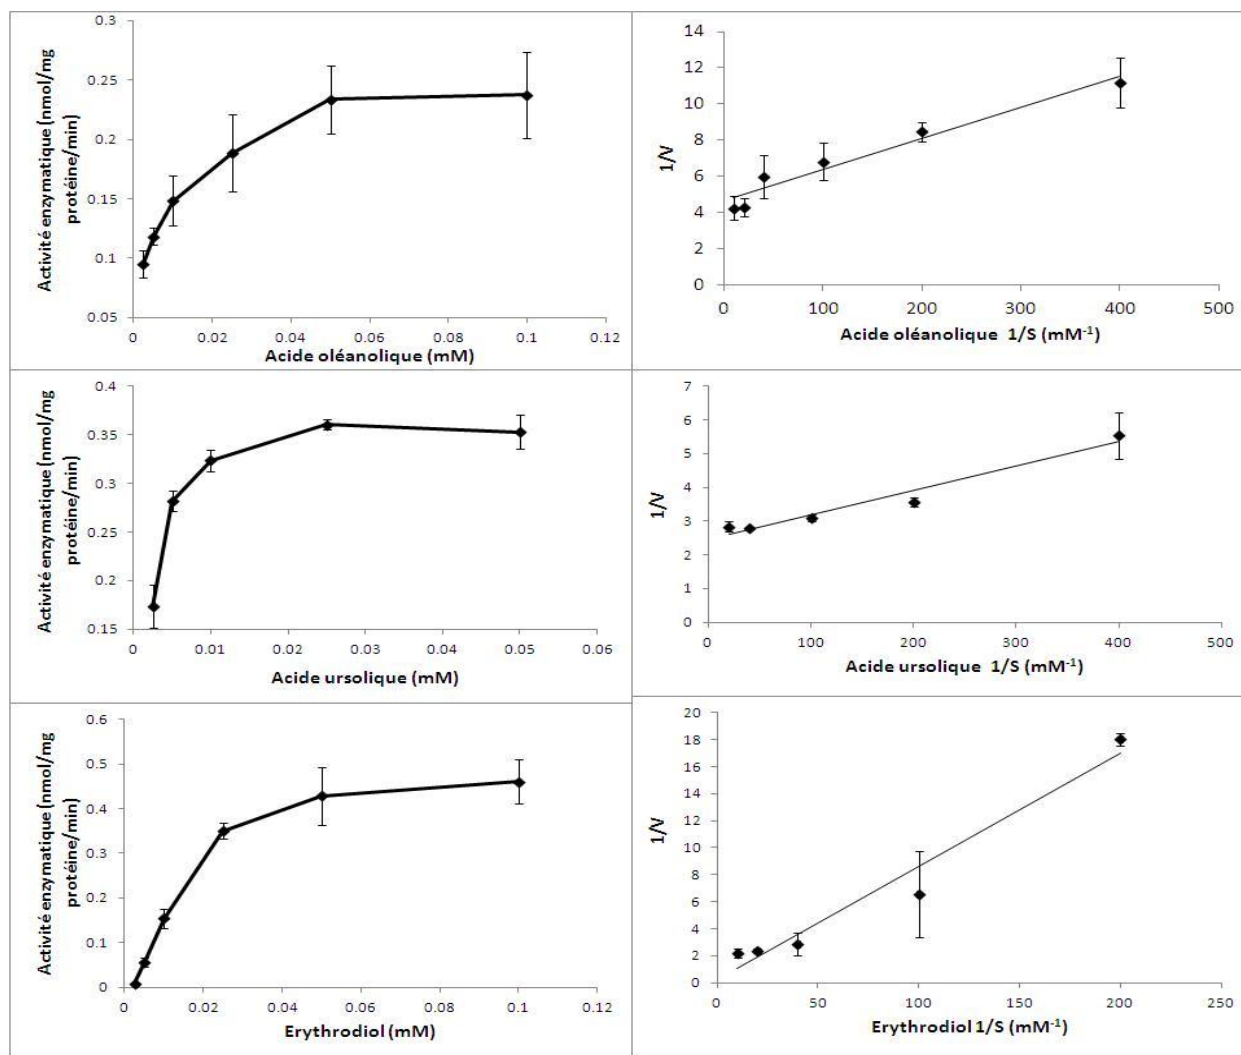 Activité enzymatique (nmol/mg
protéine/min)
0.3
0.25
0.2
0.15
0.1
0.05
0 0.02 0.04 0.06 0.08 0.1 0.12
Acide oléanolique (mM)
1/V
14
12
10
8
6
4
2
0
0 100 200 300 400 500
Acide oléanolique 1/S (mM⁻¹)
Activité enzymatique (nmol/mg
protéine/min)
0.4
0.35
0.3
0.25
0.2
0.15
0 0.01 0.02 0.03 0.04 0.05 0.06
Acide ursolique (mM)
1/V
7
6
5
4
3
2
1
0
0 100 200 300 400 500
Acide ursolique 1/S (mM⁻¹)
Activité enzymatique (nmol/mg
protéine/min)
0.6
0.5
0.4
0.3
0.2
0.1
0
0 0.02 0.04 0.06 0.08 0.1 0.12
Erythrodiol (mM)
1/V
20
18
16
14
12
10
8
6
4
2
0
0 50 100 150 200 250
Erythrodiol 1/S (mM⁻¹)